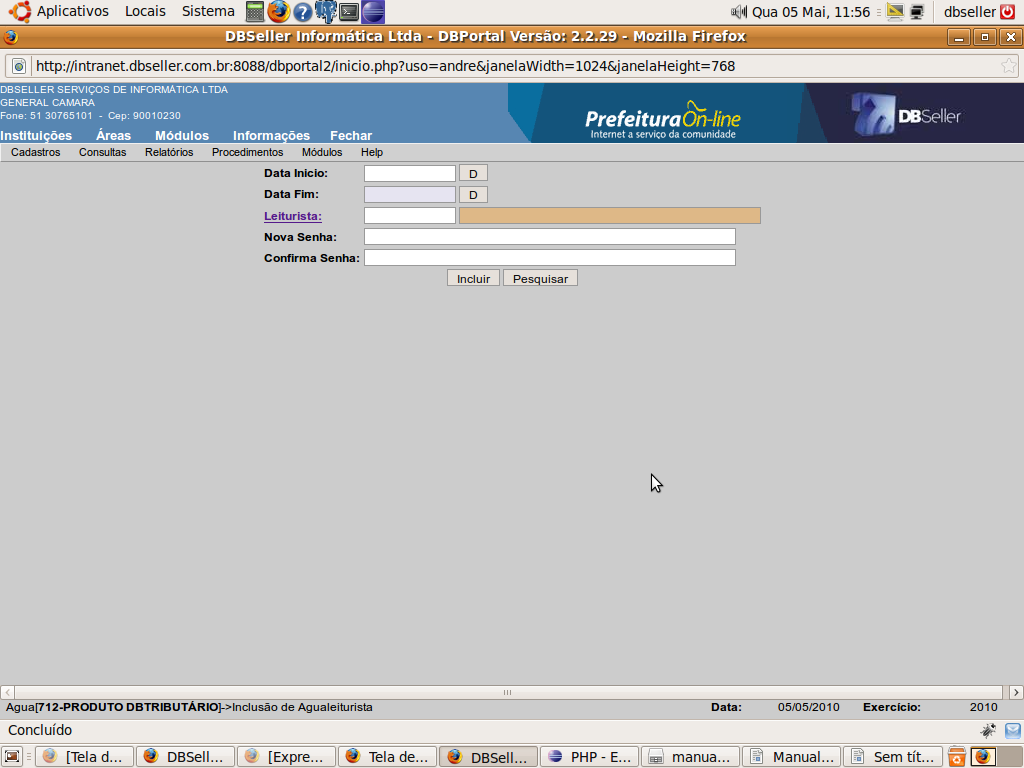 Aplicativos Locais Sistema Qua 05 Mai, 11:56 dbseller
DBSeller Informática Ltda - DBPortal Versão: 2.2.29 - Mozilla Firefox
http://intranet.dbseller.com.br:8088/dbportal2/inicio.php?uso=andre&janelaWidth=1024&janelaHeight=768
DBSELLER SERVIÇOS DE INFORMÁTICA LTDA
GENERAL CAMARA
Fone: 51 30765101 - Cep: 90010230
PrefeituraOn-line
Internet a serviço da comunidade
DBSeller
Instituições Áreas Módulos Informações Fechar
Cadastros Consultas Relatórios Procedimentos Módulos Help
Data Inicio: D
Data Fim: D
Leiturista:
Nova Senha:
Confirma Senha:
Incluir Pesquisar
Agua[712-PRODUTO DBTRIBUTÁRIO]->Inclusão de Agualeiturista Data: 05/05/2010 Exercício: 2010
Concluído
[Tela d... DBSell... [Expre... Tela de... DBSell... PHP - E... manua... Manual... Sem tít...